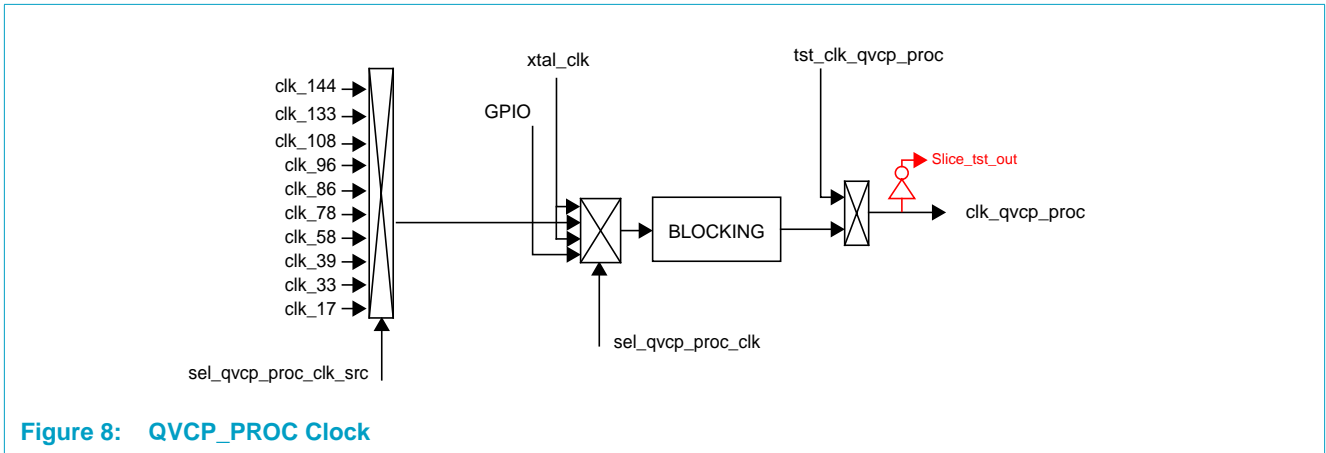 xtal_clk
tst_clk_qvcp_proc
clk_144
GPIO
clk_133
clk_108
clk_96
Slice_tst_out
clk_86
clk_78
clk_qvcp_proc
BLOCKING
clk_58
clk_39
clk_33
clk_17
sel_qvcp_proc_clk
sel_qvcp_proc_clk_src
Figure 8: QVCP_PROC Clock